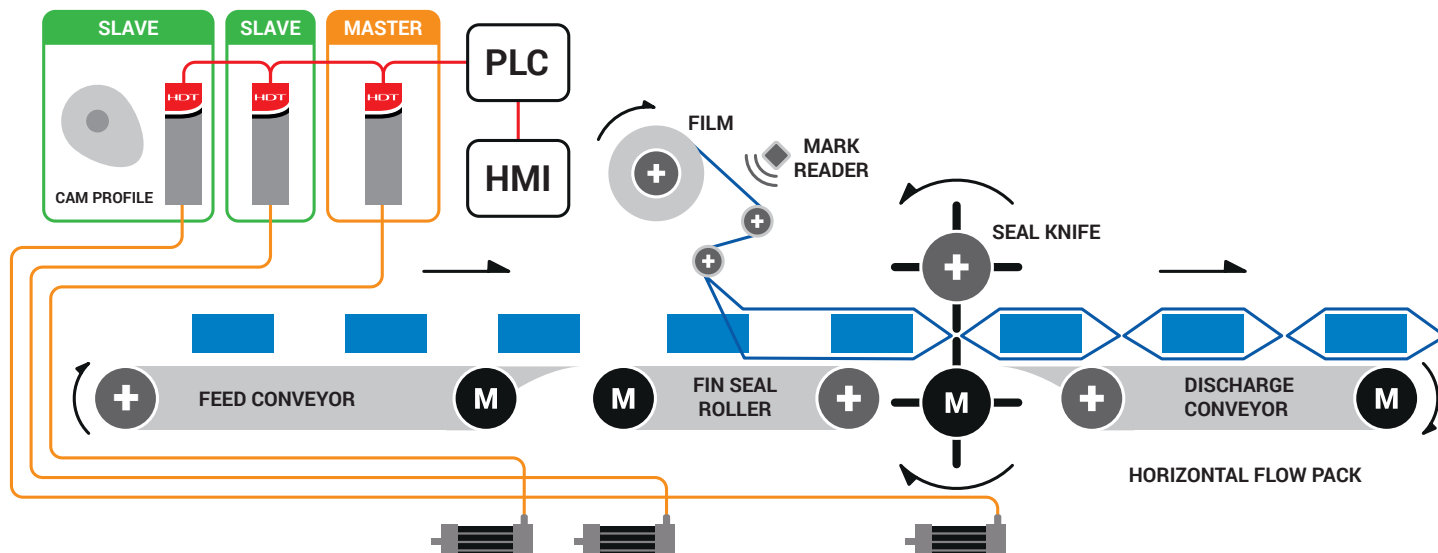 SLAVE
SLAVE
MASTER
HDT
HDT
HDT
CAM PROFILE
PLC
HMI
FILM
MARK
READER
SEAL KNIFE
FEED CONVEYOR
M
M
FIN SEAL
ROLLER
M
DISCHARGE
CONVEYOR
M
HORIZONTAL FLOW PACK